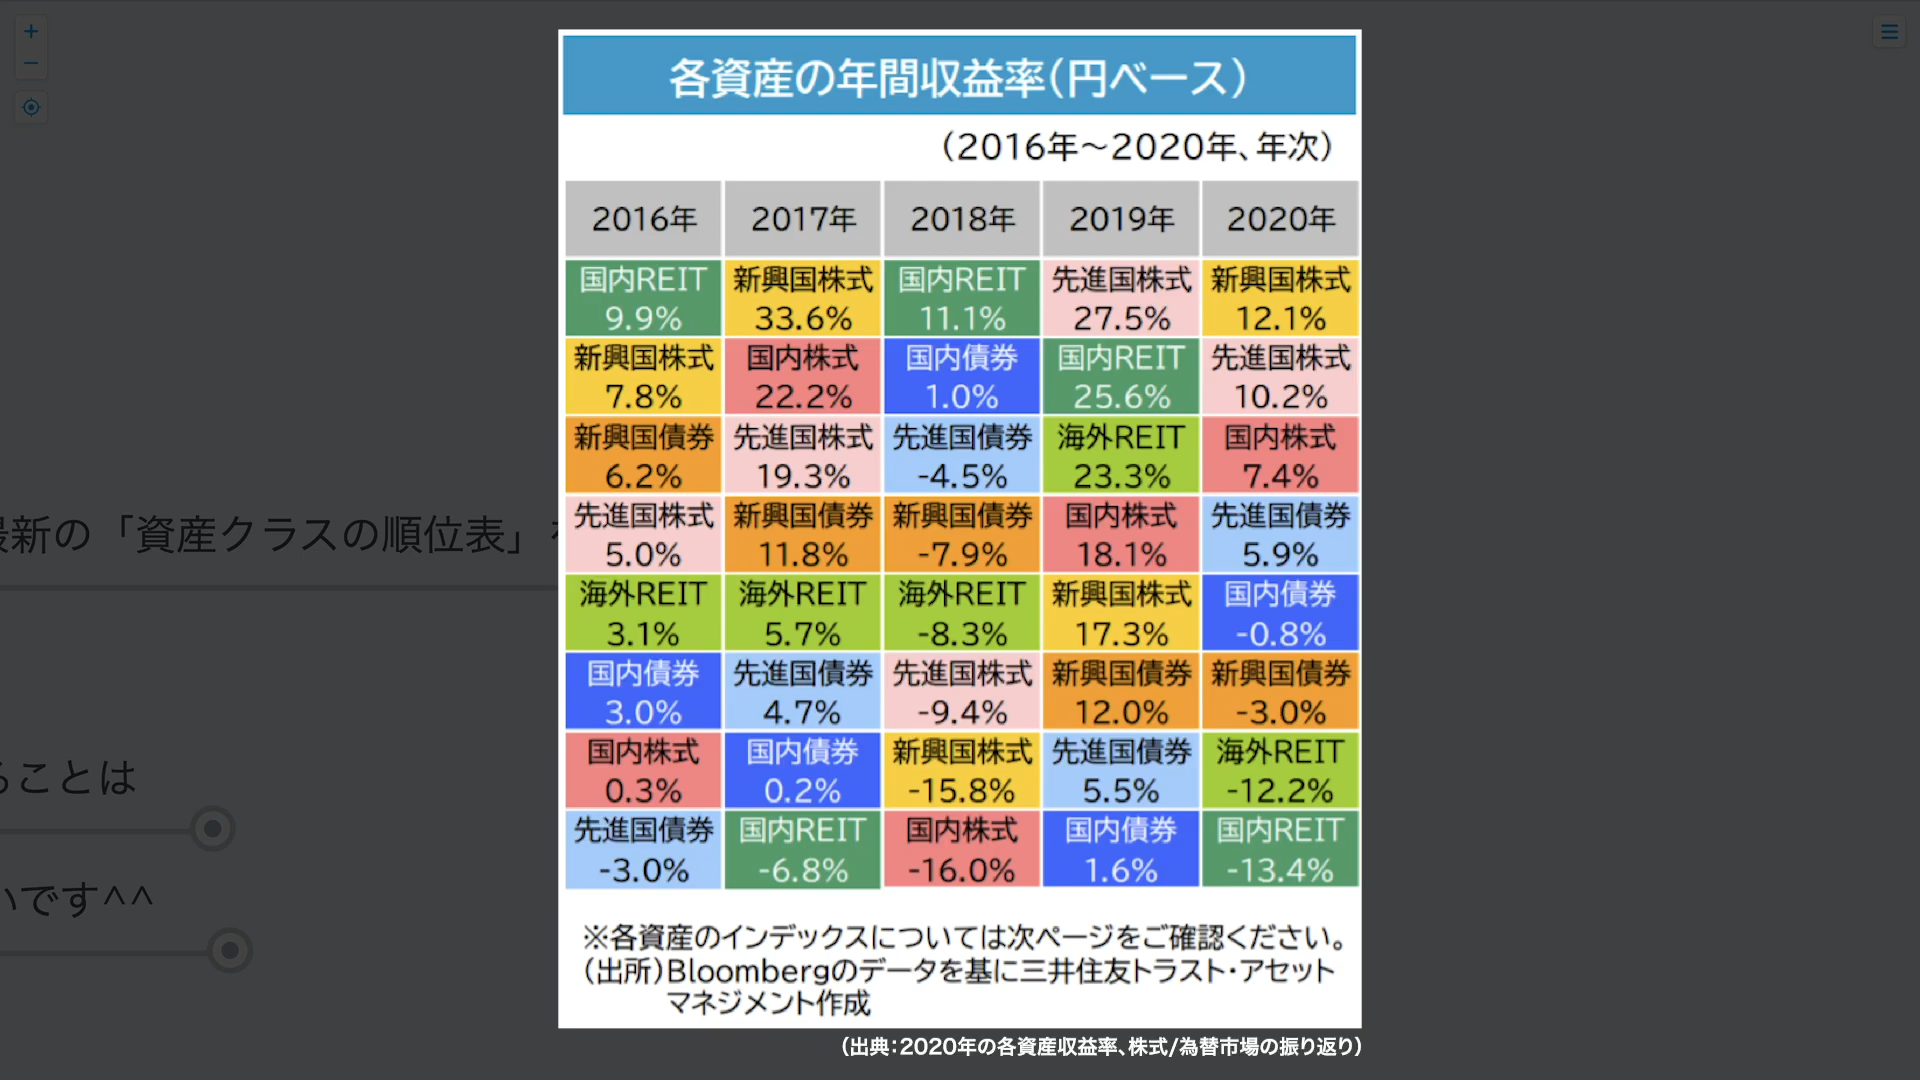 各資産の年間収益率(円ベース)
(2016年～2020年、年次)
2016年 2017年 2018年 2019年 2020年
国内REIT 新興国株式 国内REIT 先進国株式 新興国株式
9.9% 33.6% 11.1% 27.5% 12.1%
新興国株式 国内株式 国内債券 国内REIT 先進国株式
7.8% 22.2% 1.0% 25.6% 10.2%
新興国債券 先進国株式 先進国債券 海外REIT 国内株式
6.2% 19.3% -4.5% 23.3% 7.4%
先進国株式 新興国債券 新興国債券 国内株式 先進国債券
5.0% 11.8% -7.9% 18.1% 5.9%
海外REIT 海外REIT 海外REIT 新興国株式 国内債券
3.1% 5.7% -8.3% 17.3% -0.8%
国内債券 先進国債券 先進国株式 新興国債券 新興国債券
3.0% 4.7% -9.4% 12.0% -3.0%
国内株式 国内債券 新興国株式 先進国債券 海外REIT
0.3% 0.2% -15.8% 5.5% -12.2%
先進国債券 国内REIT 国内株式 国内債券 国内REIT
-3.0% -6.8% -16.0% 1.6% -13.4%
※各資産のインデックスについては次ページをご確認ください。
(出所)Bloombergのデータを基に三井住友トラスト・アセット
マネジメント作成
(出典:2020年の各資産収益率、株式/為替市場の振り返り)
最新の「資産クラスの順位表」
ることは
いです^^